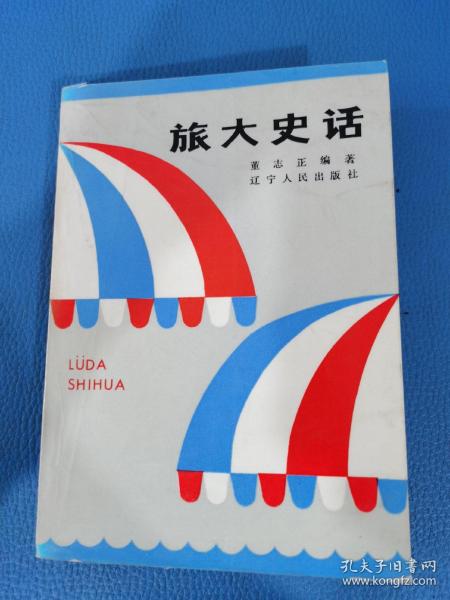 旅大史话
董志正编著
辽宁人民出版社
LÜDA
SHIHUA
孔夫子旧书网
www.kongfz.com